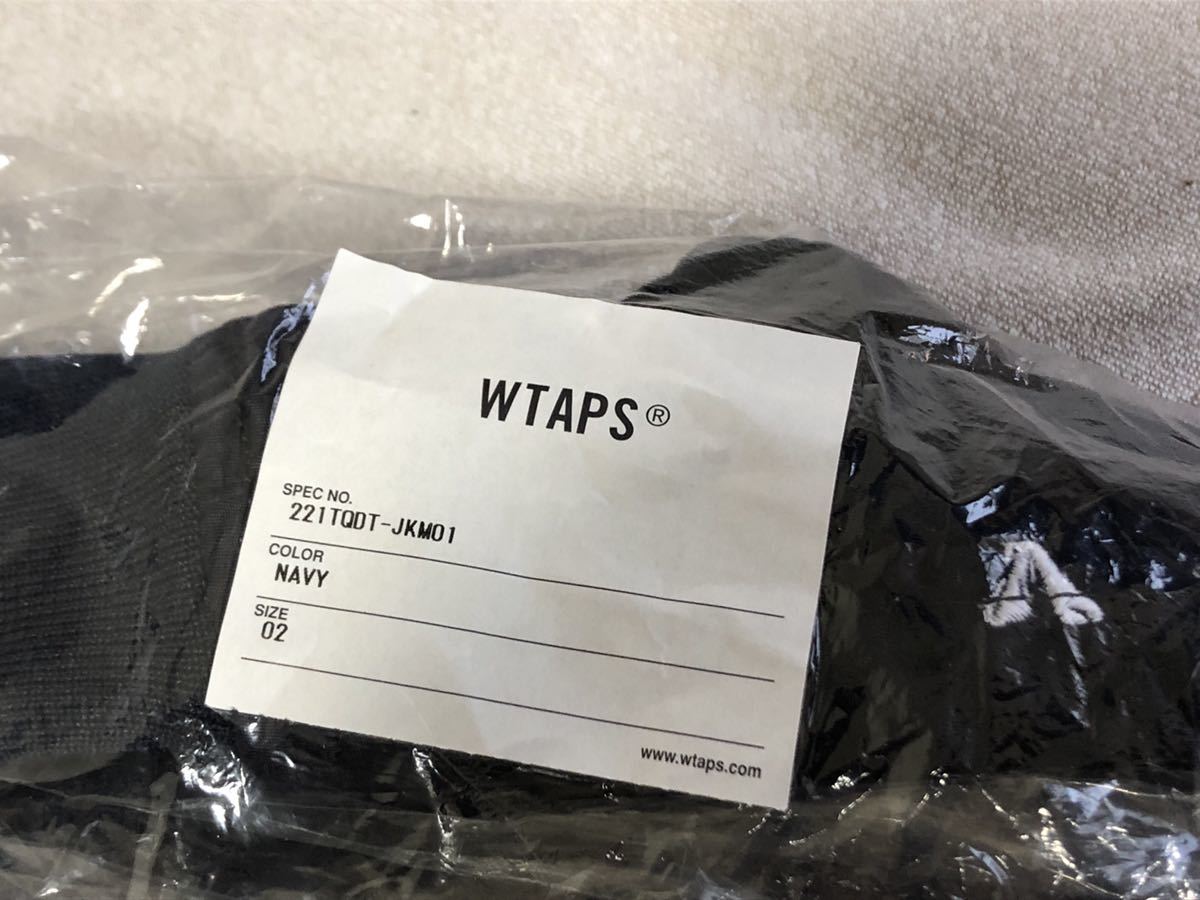 WTAPS®
SPEC NO.
221TQDT-JKM01
COLOR
NAVY
SIZE
02
www.wtaps.com